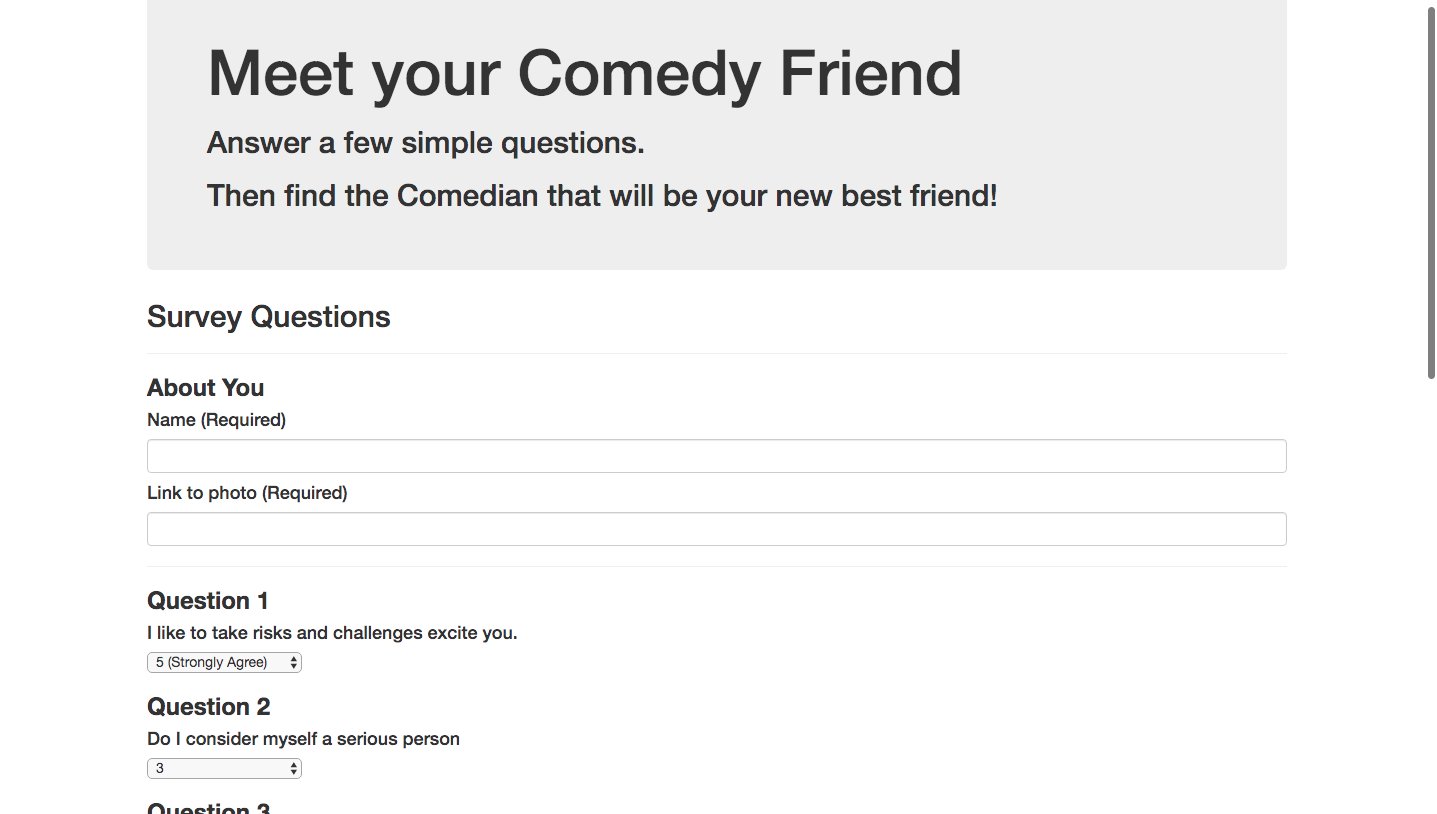 Meet your Comedy Friend
Answer a few simple questions.
Then find the Comedian that will be your new best friend!
Survey Questions
About You
Name (Required)
Link to photo (Required)
Question 1
I like to take risks and challenges excite you.
5 (Strongly Agree)
Question 2
Do I consider myself a serious person
3
Question 3